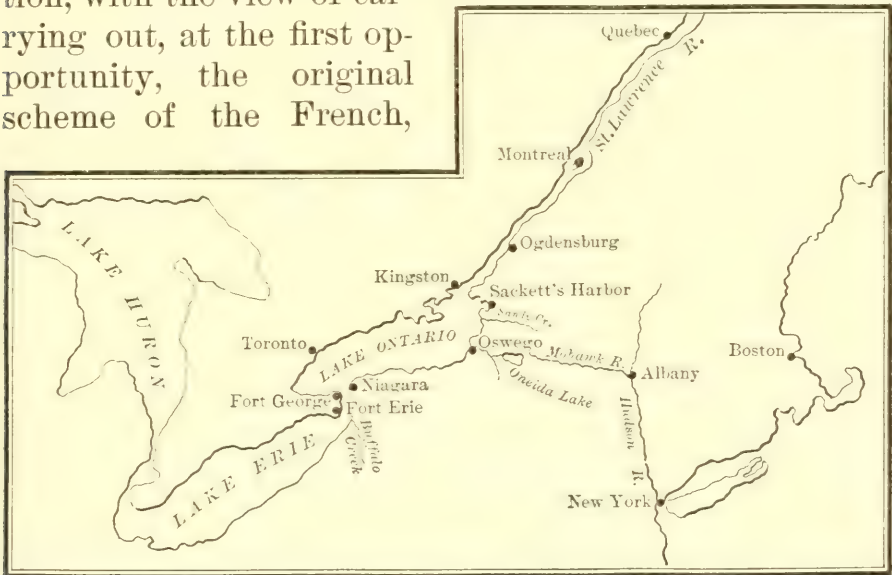 tion, with the view of car-
rying out, at the first op-
portunity, the original
scheme of the French,
Quebec
St. Lawrence R.
Montreal
Ogdensburg
Kingston
Sackett's Harbor
Sandy Cr.
LAKE HURON
Toronto
LAKE ONTARIO
Oswego
Mohawk R.
Boston
Albany
Oneida Lake
Niagara
Fort George
Fort Erie
Hudson R.
Buffalo
Creek
LAKE ERIE
New York